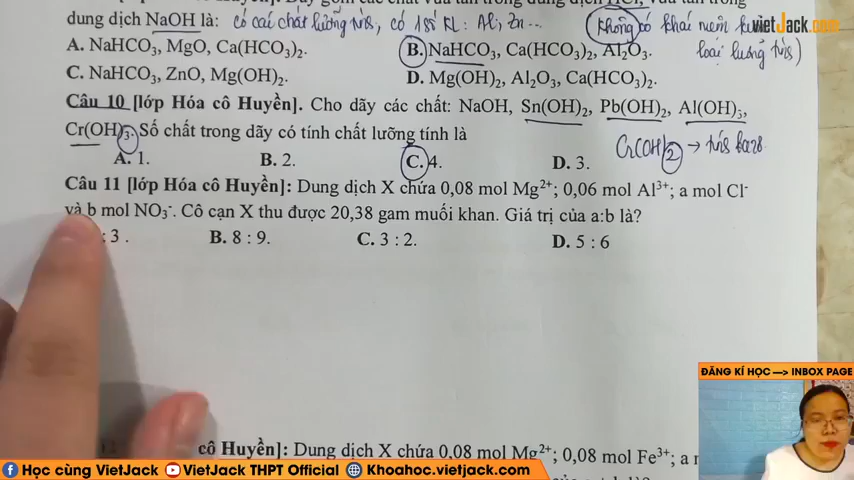 dung dịch NaOH là: có các chất lưỡng tính, có 1 số KL: Al, Zn... (Không có khái niệm
A. NaHCO₃, MgO, Ca(HCO₃)₂. B. NaHCO₃, Ca(HCO₃)₂, Al₂O₃. loại lưỡng tính)
C. NaHCO₃, ZnO, Mg(OH)₂. D. Mg(OH)₂, Al₂O₃, Ca(HCO₃)₂.
Câu 10 [lớp Hóa cô Huyền]. Cho dãy các chất: NaOH, Sn(OH)₂, Pb(OH)₂, Al(OH)₃,
Cr(OH)₃. Số chất trong dãy có tính chất lưỡng tính là
Cr(OH)₂ → tính bazơ
A. 1. B. 2. C. 4. D. 3.
Câu 11 [lớp Hóa cô Huyền]: Dung dịch X chứa 0,08 mol Mg²⁺; 0,06 mol Al³⁺; a mol Cl⁻
và b mol NO₃⁻. Cô cạn X thu được 20,38 gam muối khan. Giá trị của a:b là?
: 3 . B. 8 : 9. C. 3 : 2. D. 5 : 6
cô Huyền]: Dung dịch X chứa 0,08 mol Mg²⁺; 0,08 mol Fe³⁺; a
vietJack.com
ĐĂNG KÍ HỌC —> INBOX PAGE
Học cùng VietJack VietJack THPT Official Khoahoc.vietjack.com